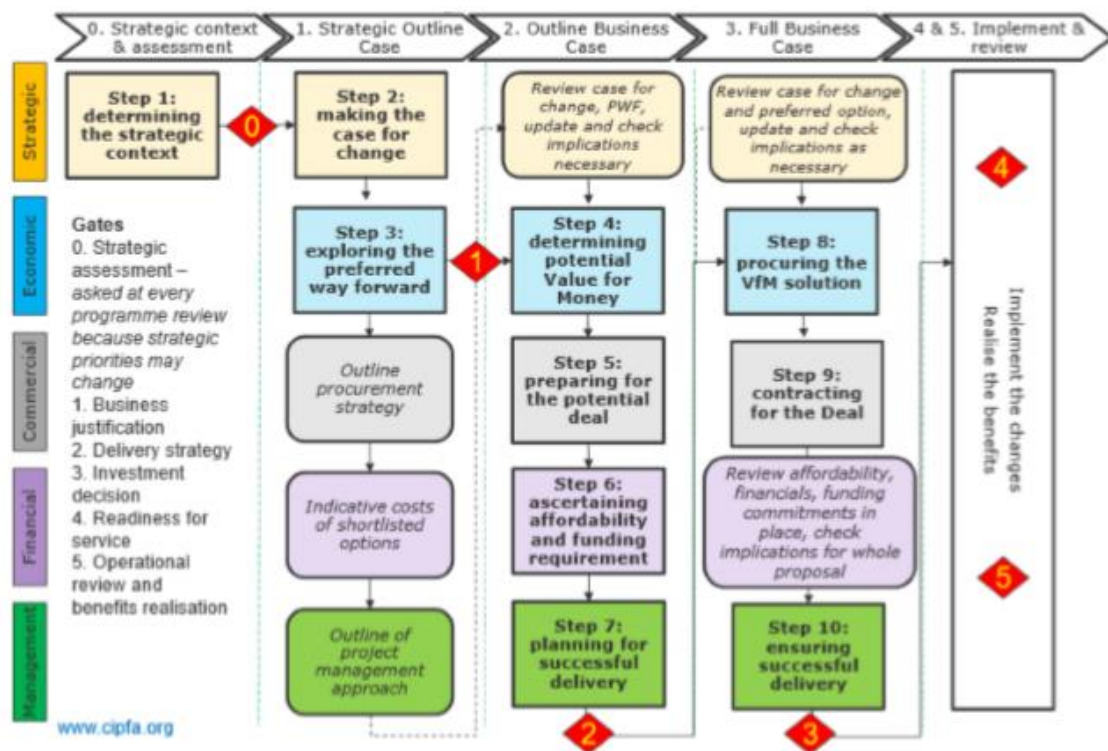 0. Strategic context
& assessment
1. Strategic Outline
Case
2. Outline Business
Case
3. Full Business
Case
4 & 5. Implement &
review
Strategic
Economic
Commercial
Financial
Management
Step 1:
determining
the strategic
context
0
Gates
0. Strategic
assessment –
asked at every
programme review
because strategic
priorities may
change
1. Business
justification
2. Delivery strategy
3. Investment
decision
4. Readiness for
service
5. Operational
review and
benefits realisation
www.cipfa.org
Step 2:
making the
case for
change
Step 3:
exploring the
preferred
way forward
1
Outline
procurement
strategy
Indicative costs
of shortlisted
options
Outline of
project
management
approach
Review case for
change, PWF,
update and check
implications
necessary
Step 4:
determining
potential
Value for
Money
Step 5:
preparing for
the potential
deal
Step 6:
ascertaining
affordability
and funding
requirement
Step 7:
planning for
successful
delivery
2
Review case for change
and preferred option,
update and check
implications as
necessary
Step 8:
procuring the
VfM solution
Step 9:
contracting
for the Deal
Review affordability,
financials, funding
commitments in
place, check
implications for whole
proposal
Step 10:
ensuring
successful
delivery
3
4
Implement the changes
Realise the benefits
5